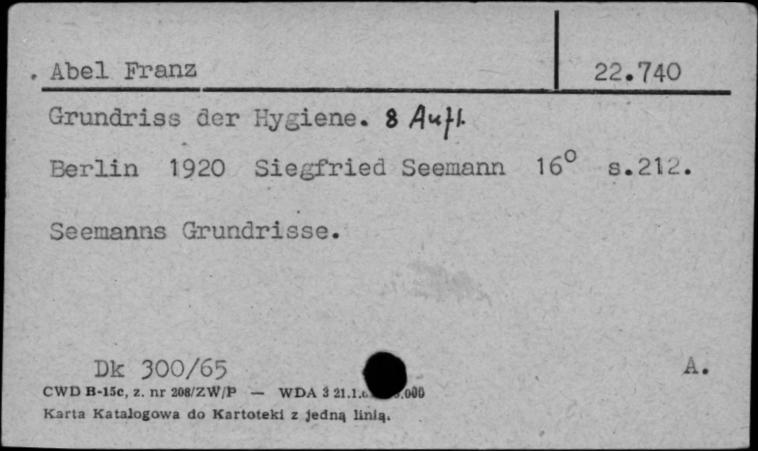 . Abel Franz 22.740
Grundriss der Hygiene. 8 Aufl.
Berlin 1920 Siegfried Seemann 16° s.212.
Seemanns Grundrisse.
Dk 300/65 A.
CWD B-15c, z. nr 208/ZW/P — WDA 3 21.1. .000
Karta Katalogowa do Kartoteki z jedną linią.